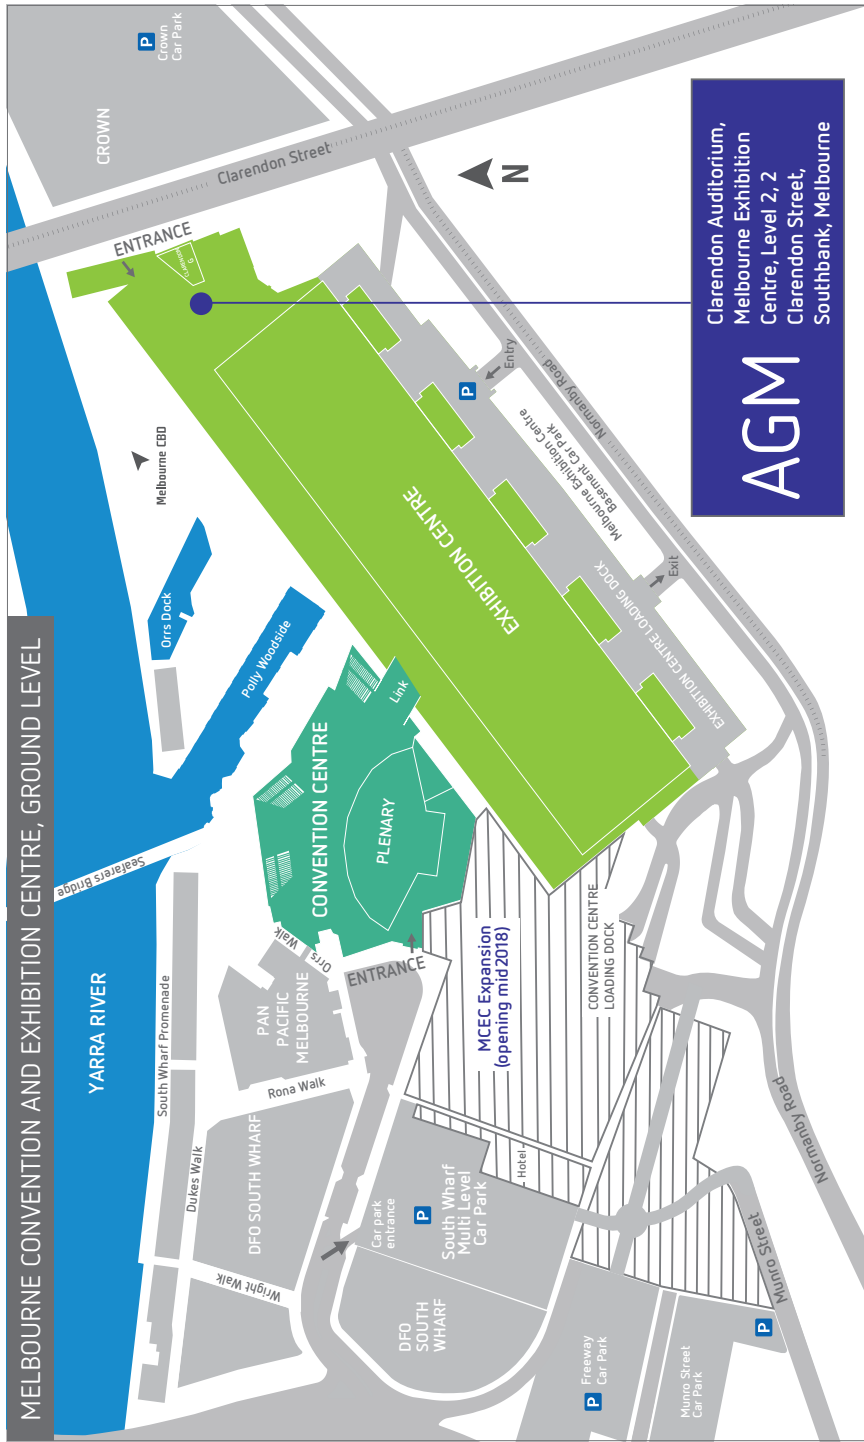 MELBOURNE CONVENTION AND EXHIBITION CENTRE, GROUND LEVEL
YARRA RIVER
Seafarers Bridge
South Wharf Promenade
Dukes Walk
Wright Walk
Rona Walk
DFO SOUTH WHARF
PAN
PACIFIC
MELBOURNE
Orrs
Walk
Orrs Dock
Polly Woodside
Melbourne CBD
CONVENTION CENTRE
PLENARY
Link
ENTRANCE
EXHIBITION CENTRE
ENTRANCE
CLARENDON
G
CROWN
P
Crown
Car Park
Clarendon Street
N
Entry
P
Melbourne Exhibition Centre
Basement Car Park
Normanby Road
EXHIBITION CENTRE LOADING DOCK
Exit
MCEC Expansion
(opening mid 2018)
CONVENTION CENTRE
LOADING DOCK
Hotel
Car park
entrance
P
South Wharf
Multi Level
Car Park
DFO
SOUTH
WHARF
P
Freeway
Car Park
Munro Street
Car Park
P
Munro Street
Normanby Road
AGM
Clarendon Auditorium,
Melbourne Exhibition
Centre, Level 2, 2
Clarendon Street,
Southbank, Melbourne